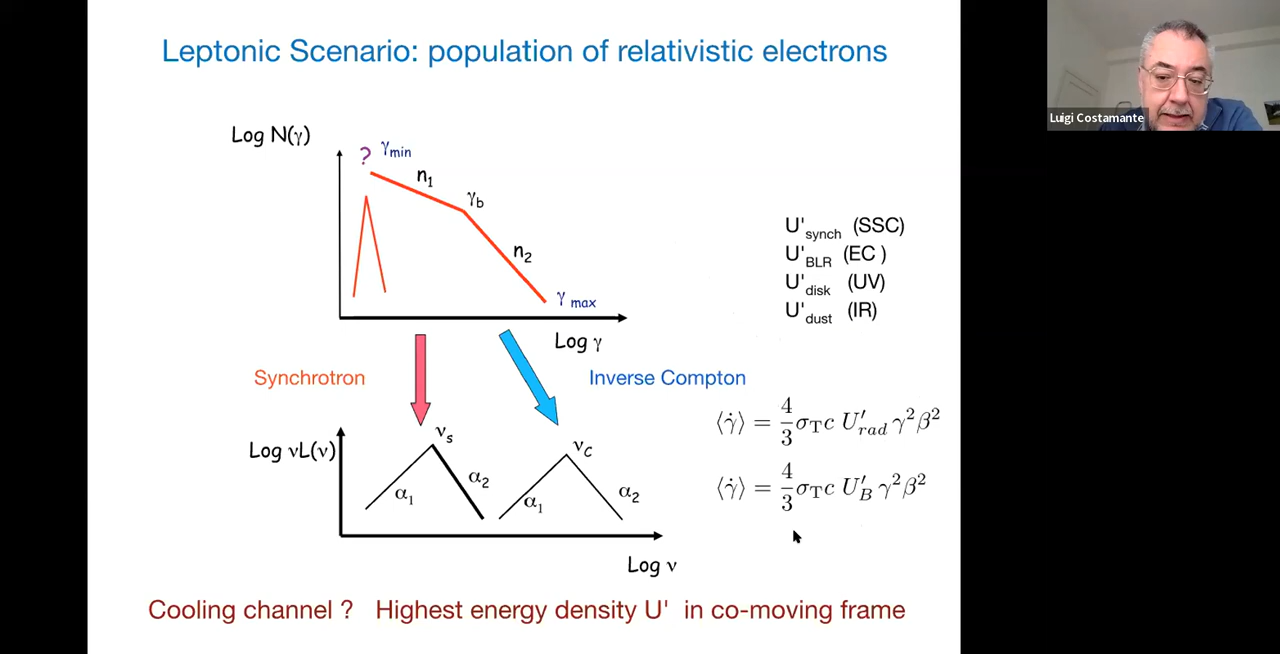 Leptonic Scenario: population of relativistic electrons
Luigi Costamante
Log N(γ)
? γmin
n1
γb
n2
γ max
Log γ
U'synch (SSC)
U'BLR (EC )
U'disk (UV)
U'dust (IR)
Synchrotron
Inverse Compton
⟨γ̇⟩ = 4/3 σT c U'rad γ² β²
⟨γ̇⟩ = 4/3 σT c U'B γ² β²
Log νL(ν)
νs
α1
α2
νc
α1
α2
Log ν
Cooling channel ? Highest energy density U' in co-moving frame